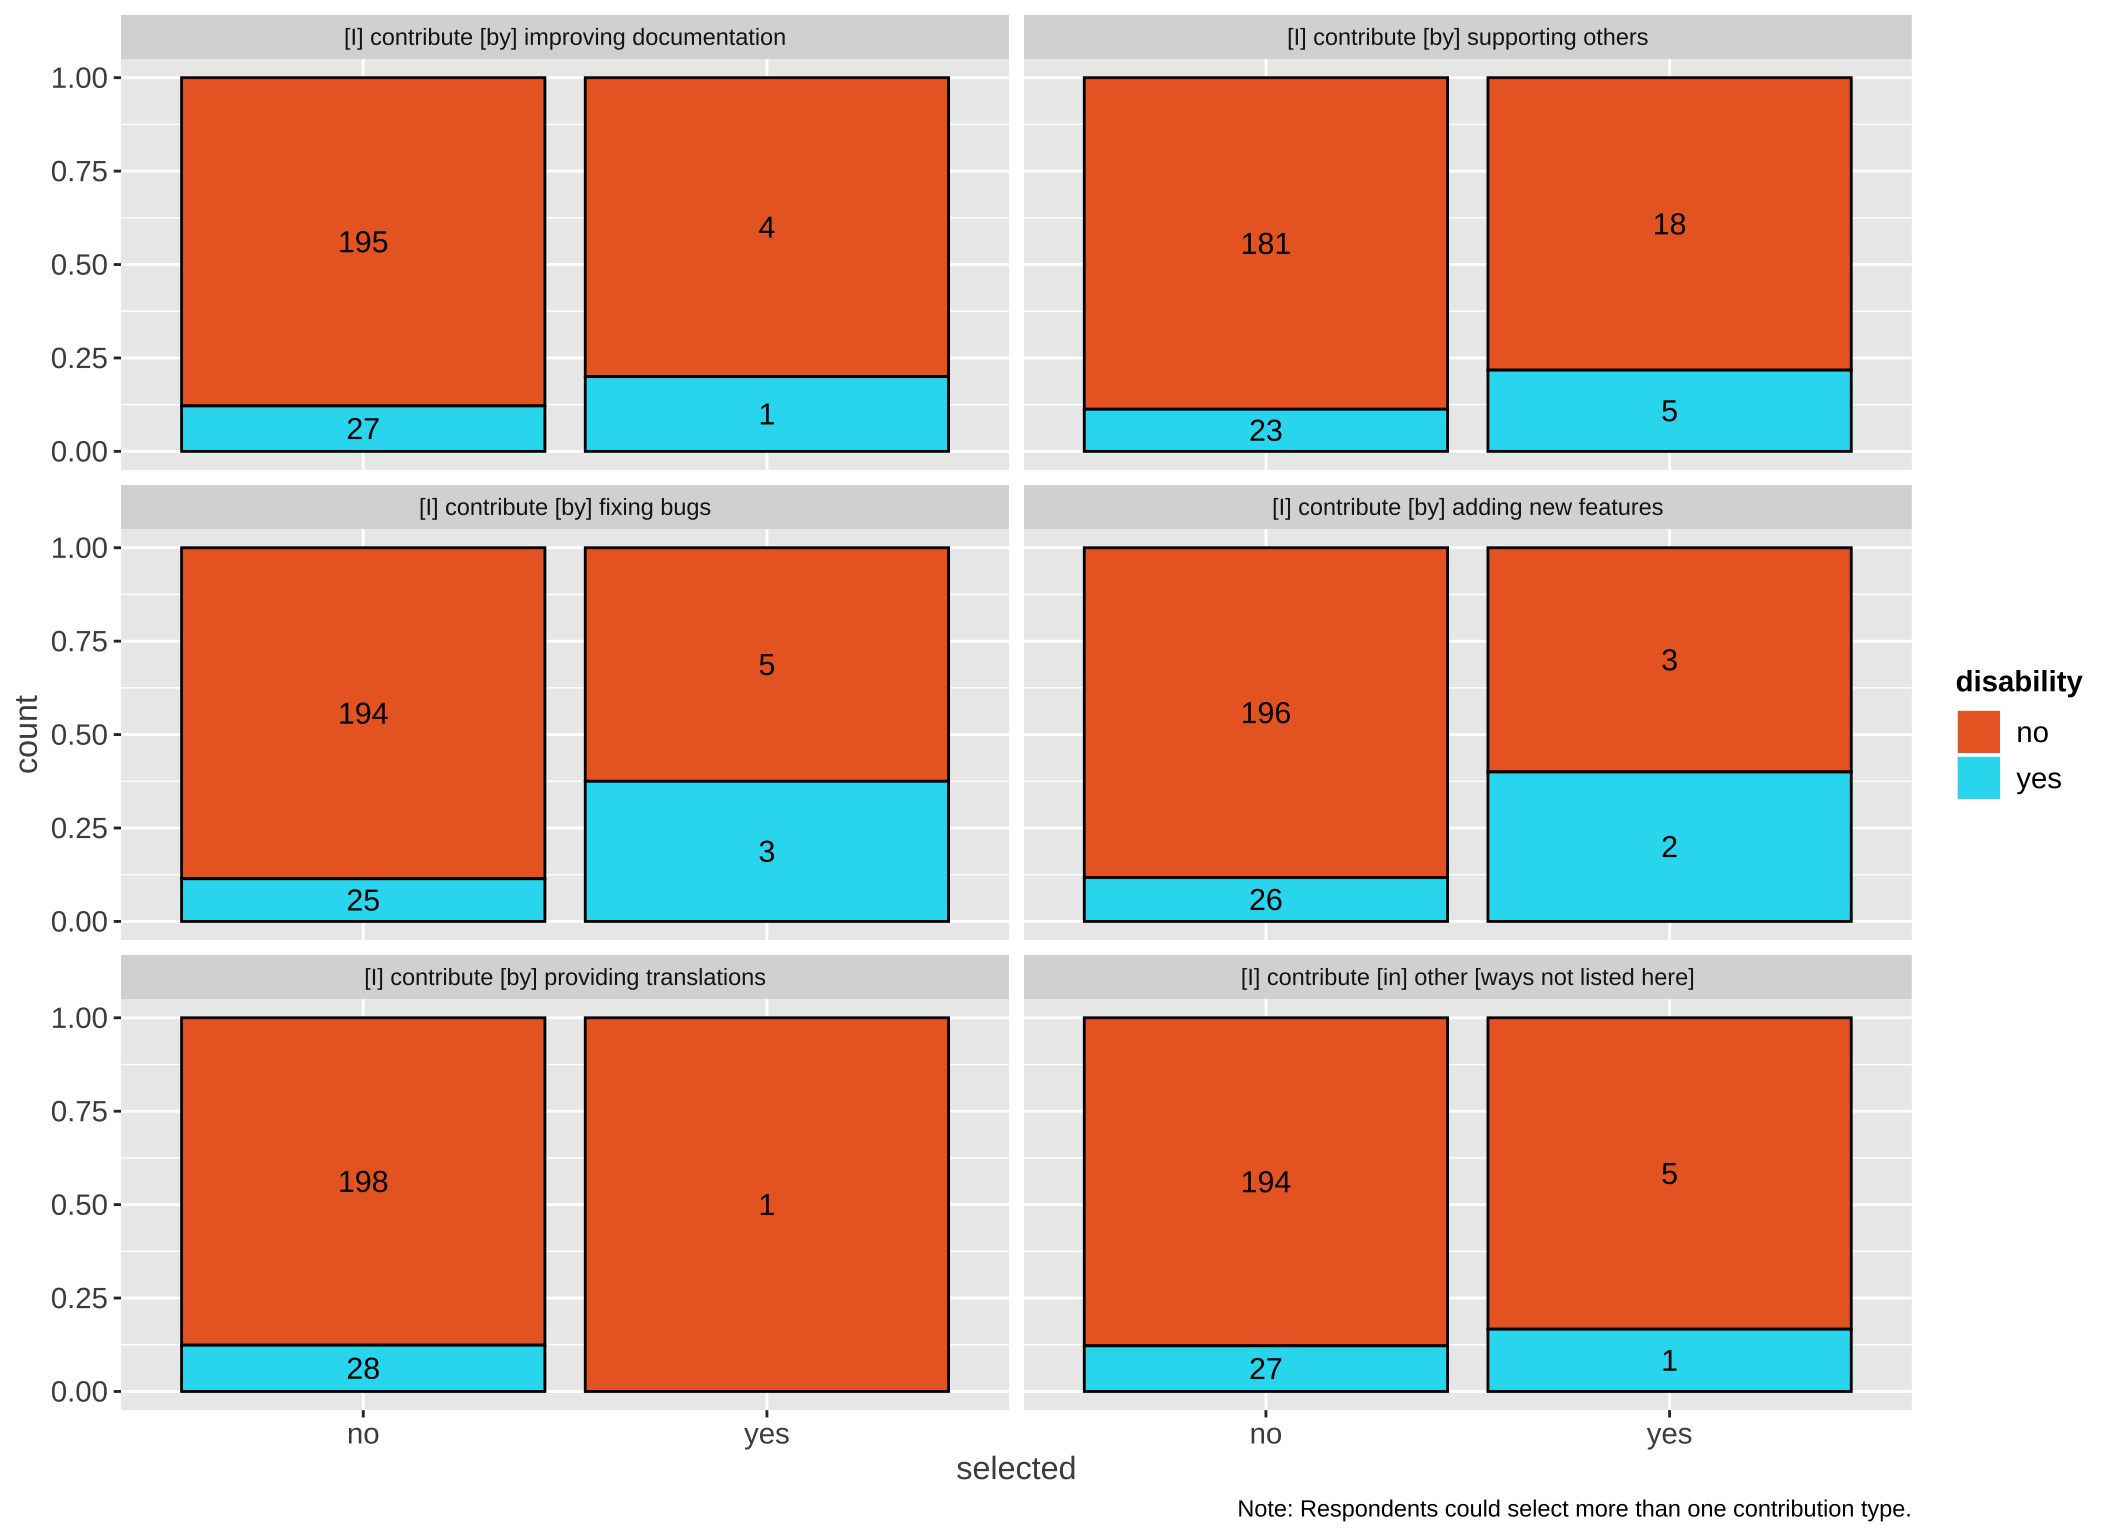 [I] contribute [by] improving documentation
[I] contribute [by] supporting others
1.00
0.75
0.50
0.25
0.00
195
27
4
1
181
23
18
5
[I] contribute [by] fixing bugs
[I] contribute [by] adding new features
1.00
0.75
0.50
0.25
0.00
194
25
5
3
196
26
3
2
[I] contribute [by] providing translations
[I] contribute [in] other [ways not listed here]
1.00
0.75
0.50
0.25
0.00
198
28
1
194
27
5
1
no
yes
no
yes
count
selected
disability
no
yes
Note: Respondents could select more than one contribution type.